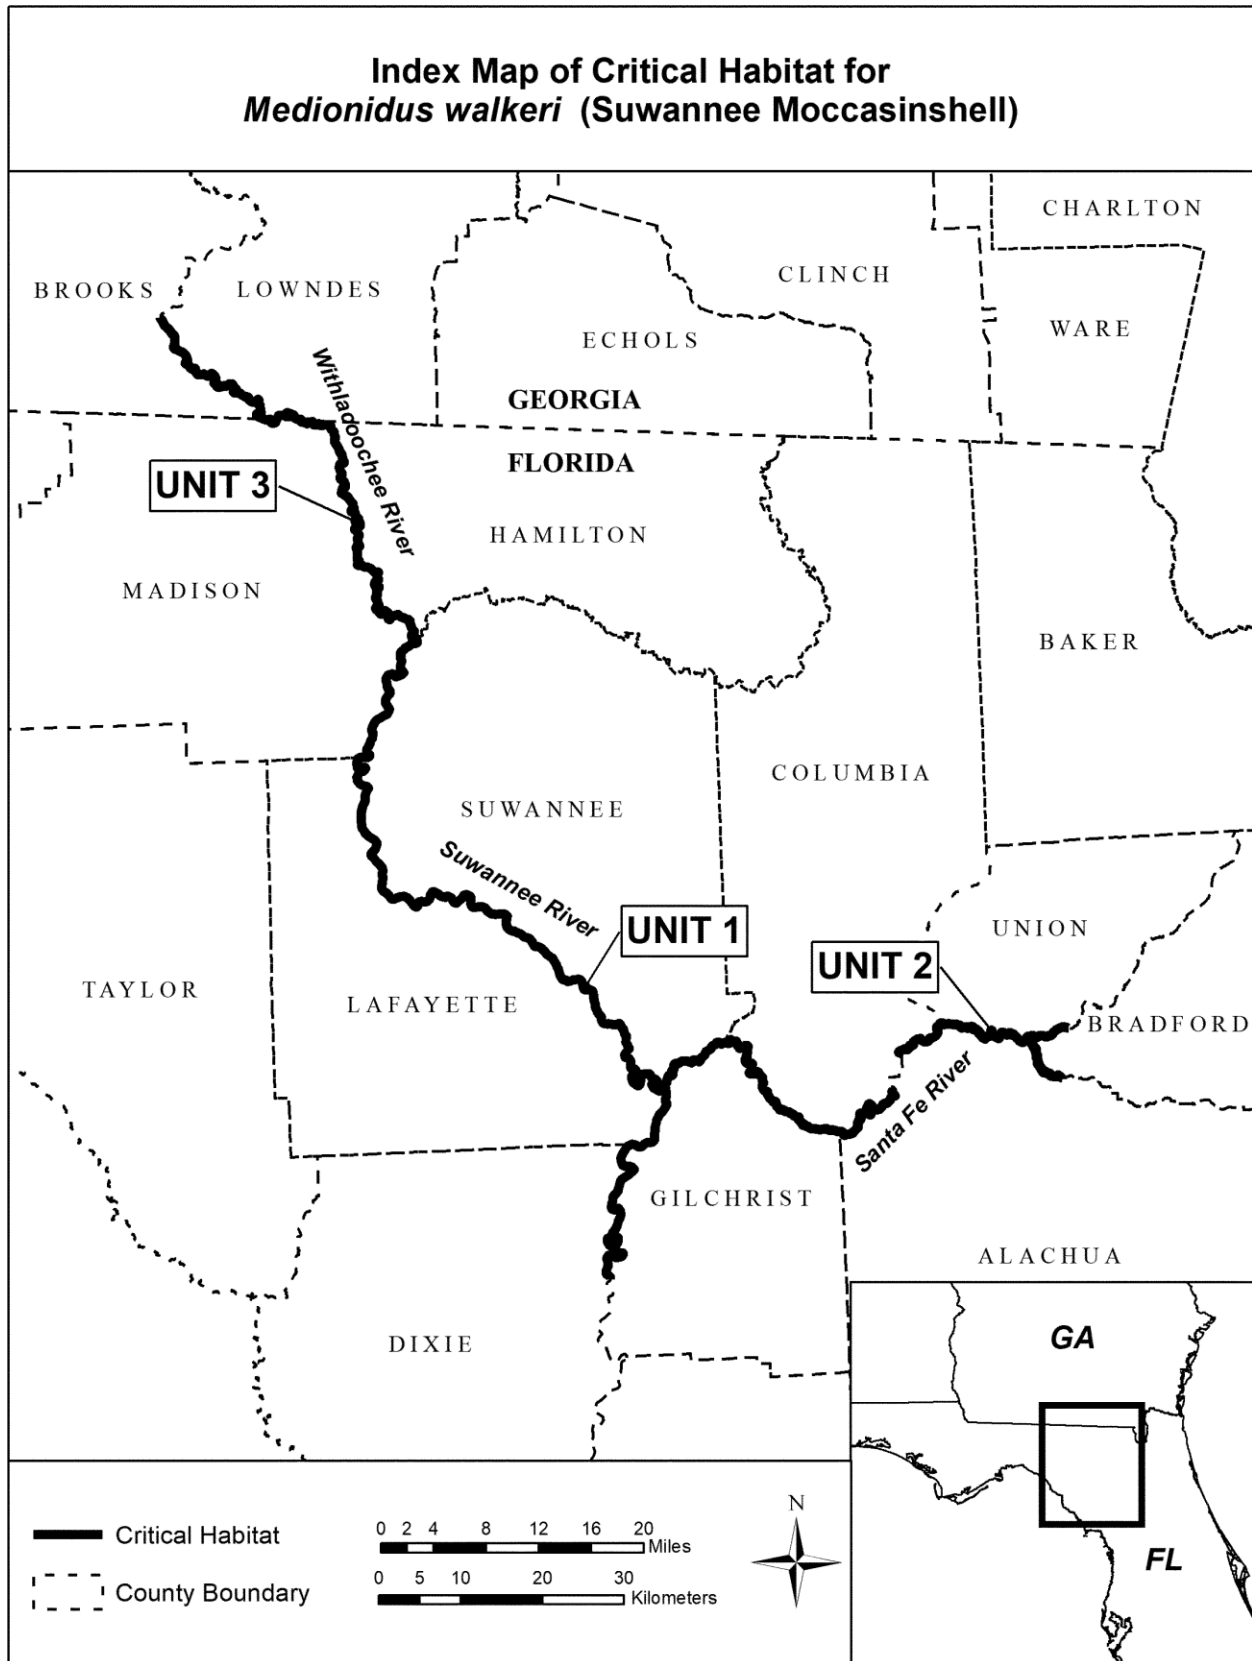 Index Map of Critical Habitat for
Medionidus walkeri (Suwannee Moccasinshell)
CHARLTON
CLINCH
BROOKS
LOWNDES
WARE
ECHOLS
Withladoochee River
GEORGIA
FLORIDA
UNIT 3
HAMILTON
MADISON
BAKER
COLUMBIA
SUWANNEE
Suwannee River
UNIT 1
UNION
UNIT 2
TAYLOR
LAFAYETTE
BRADFORD
Santa Fe River
GILCHRIST
ALACHUA
DIXIE
GA
FL
Critical Habitat
County Boundary
0 2 4 8 12 16 20
Miles
0 5 10 20 30
Kilometers
N